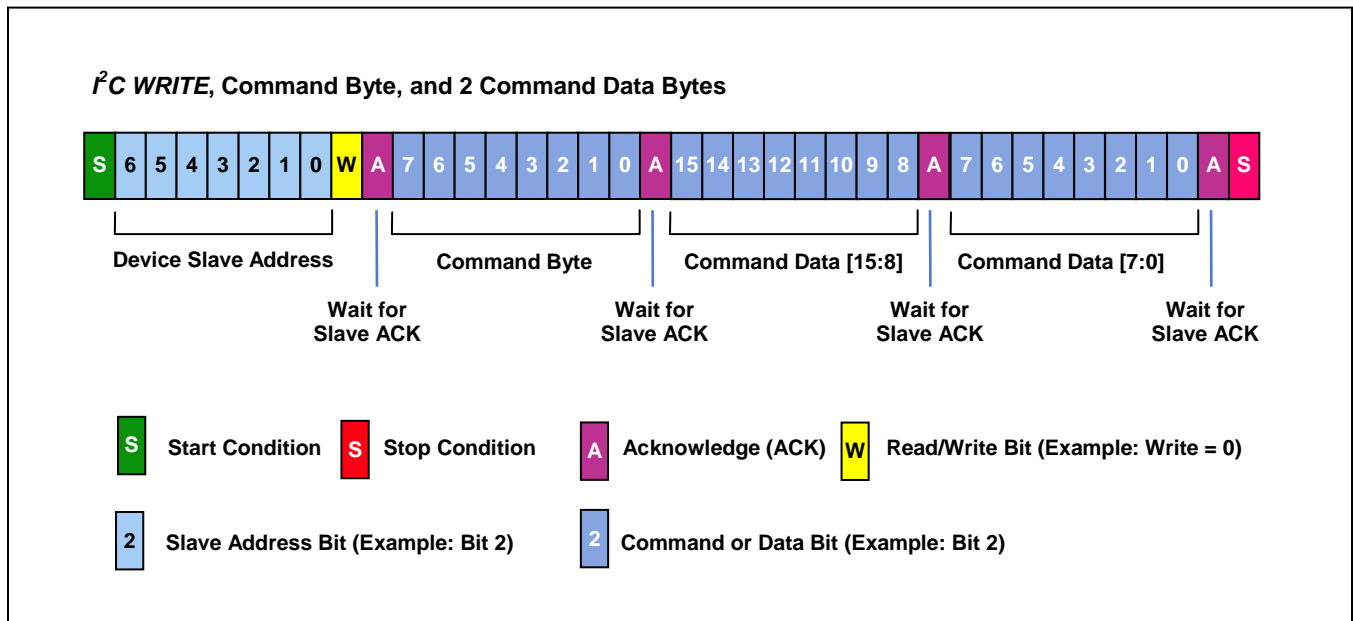 I²C WRITE, Command Byte, and 2 Command Data Bytes
S 6 5 4 3 2 1 0 W A 7 6 5 4 3 2 1 0 A 15 14 13 12 11 10 9 8 A 7 6 5 4 3 2 1 0 A S
Device Slave Address Command Byte Command Data [15:8] Command Data [7:0]
Wait for Wait for Wait for Wait for
Slave ACK Slave ACK Slave ACK Slave ACK
S Start Condition S Stop Condition A Acknowledge (ACK) W Read/Write Bit (Example: Write = 0)
2 Slave Address Bit (Example: Bit 2) 2 Command or Data Bit (Example: Bit 2)